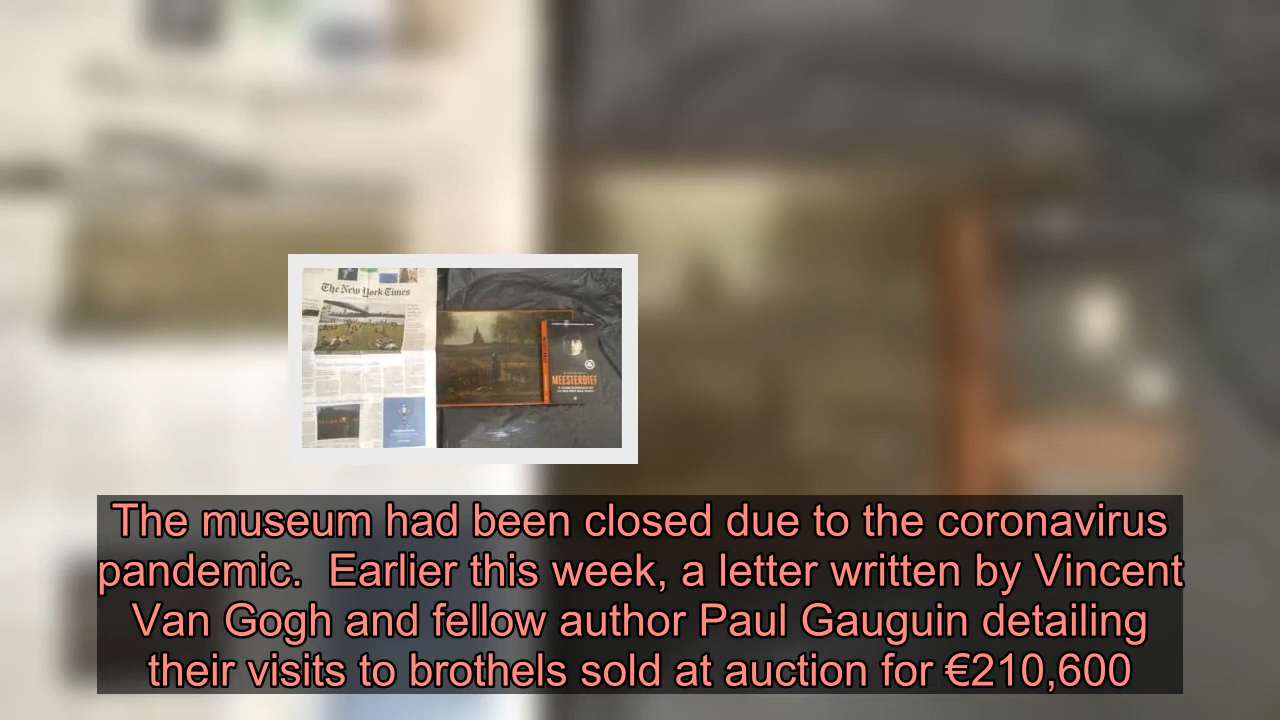 The New York Times
MEESTERDIEF
The museum had been closed due to the coronavirus
pandemic.  Earlier this week, a letter written by Vincent
Van Gogh and fellow author Paul Gauguin detailing
their visits to brothels sold at auction for €210,600